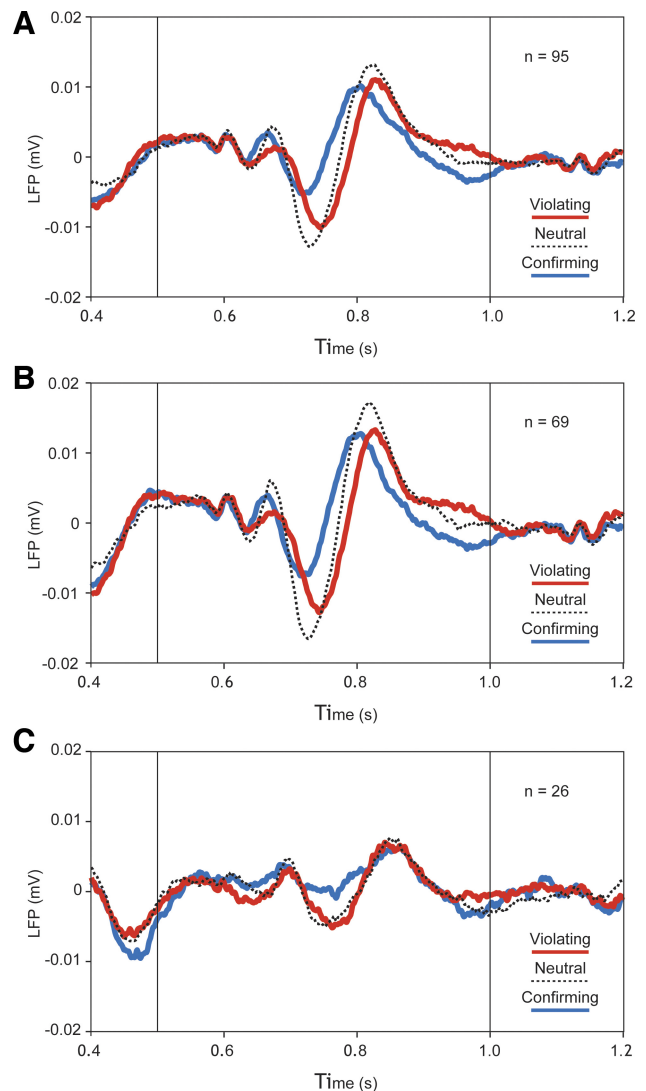 A
0.02
n = 95
0.01
LFP (mV)
0
Violating
Neutral
-0.01
Confirming
-0.02
0.4 0.6 0.8 1.0 1.2
Time (s)
B
0.02
n = 69
0.01
LFP (mV)
0
Violating
-0.01
Neutral
Confirming
-0.02
0.4 0.6 0.8 1.0 1.2
Time (s)
C
0.02
n = 26
0.01
LFP (mV)
0
Violating
-0.01
Neutral
Confirming
-0.02
0.4 0.6 0.8 1.0 1.2
Time (s)